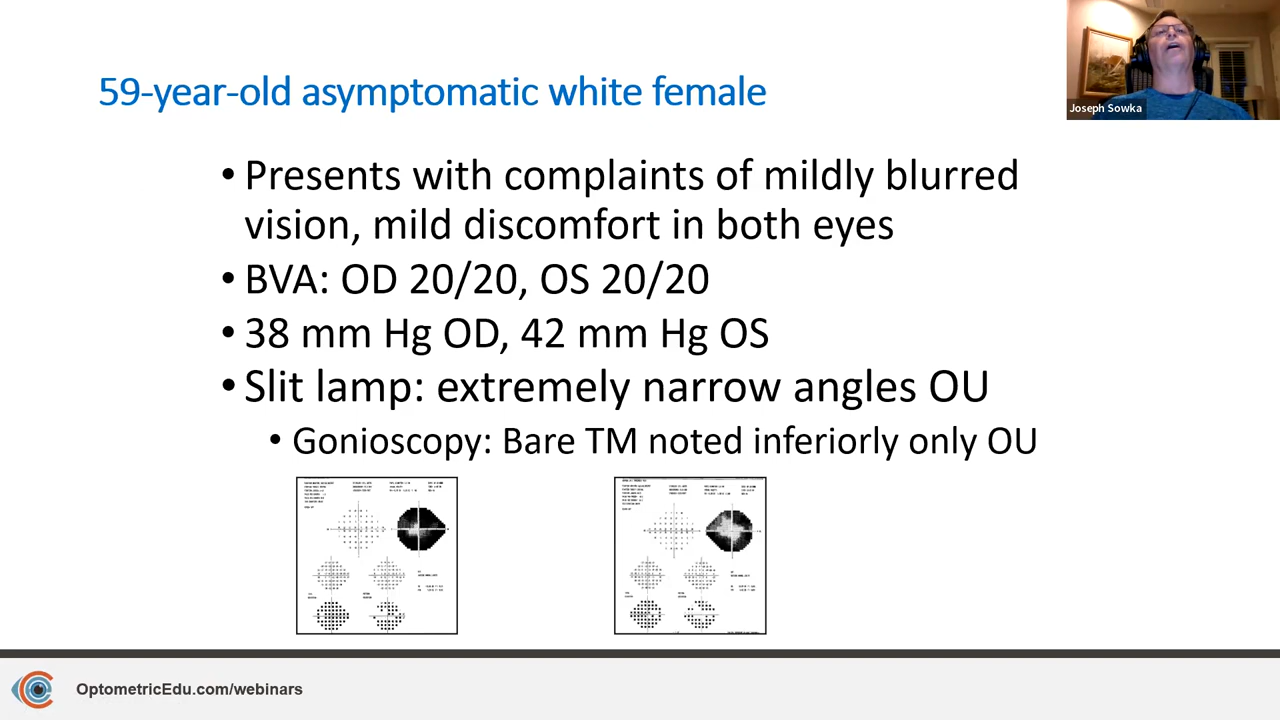 Joseph Sowka
59-year-old asymptomatic white female
• Presents with complaints of mildly blurred
vision, mild discomfort in both eyes
• BVA: OD 20/20, OS 20/20
• 38 mm Hg OD, 42 mm Hg OS
• Slit lamp: extremely narrow angles OU
• Gonioscopy: Bare TM noted inferiorly only OU
OptometricEdu.com/webinars